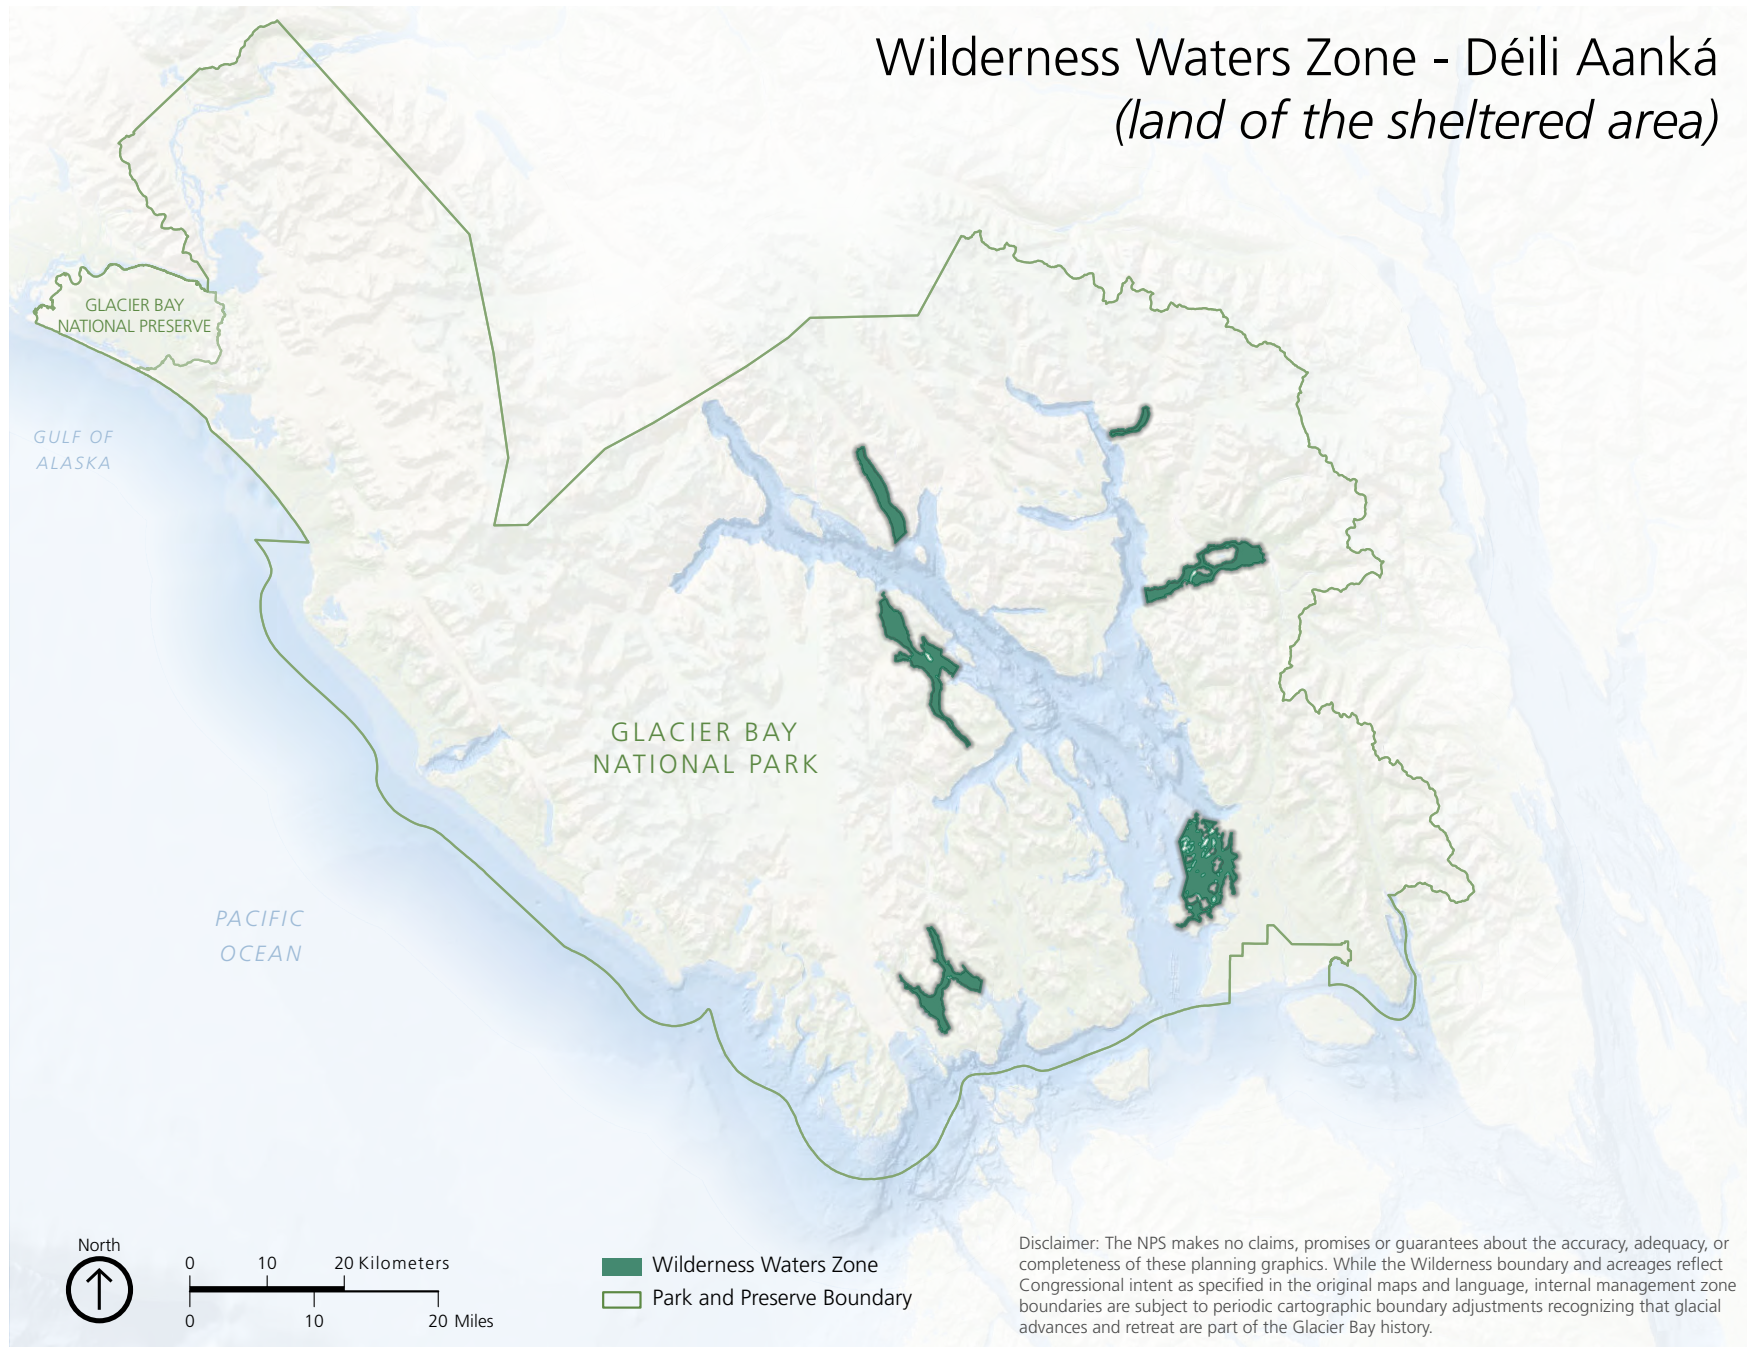 Wilderness Waters Zone - Déili Aanká
(land of the sheltered area)
GLACIER BAY
NATIONAL PRESERVE
GULF OF
ALASKA
GLACIER BAY
NATIONAL PARK
PACIFIC
OCEAN
North
0 10 20 Kilometers
0 10 20 Miles
Wilderness Waters Zone
Park and Preserve Boundary
Disclaimer: The NPS makes no claims, promises or guarantees about the accuracy, adequacy, or
completeness of these planning graphics. While the Wilderness boundary and acreages reflect
Congressional intent as specified in the original maps and language, internal management zone
boundaries are subject to periodic cartographic boundary adjustments recognizing that glacial
advances and retreat are part of the Glacier Bay history.